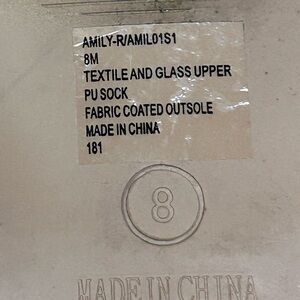 AMILY-R/AMIL01S1
8M
TEXTILE AND GLASS UPPER
PU SOCK
FABRIC COATED OUTSOLE
MADE IN CHINA
181
8
MADE IN CHINA